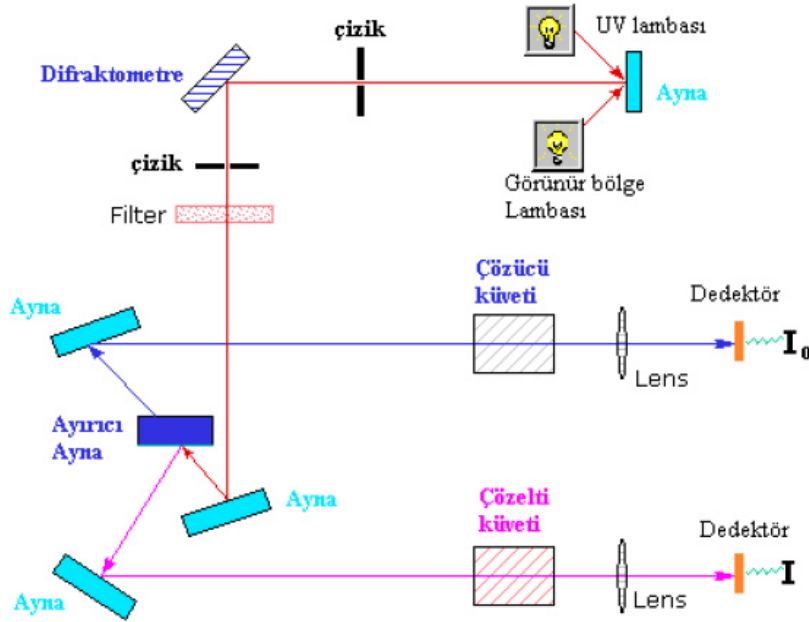 çizik
UV lambası
Difraktometre
Ayna
çizik
Görünür bölge
Lambası
Filter
Çözücü
küveti
Dedektör
Ayna
I₀
Lens
Ayırıcı
Ayna
Ayna
Çözelti
küveti
Dedektör
I
Lens
Ayna